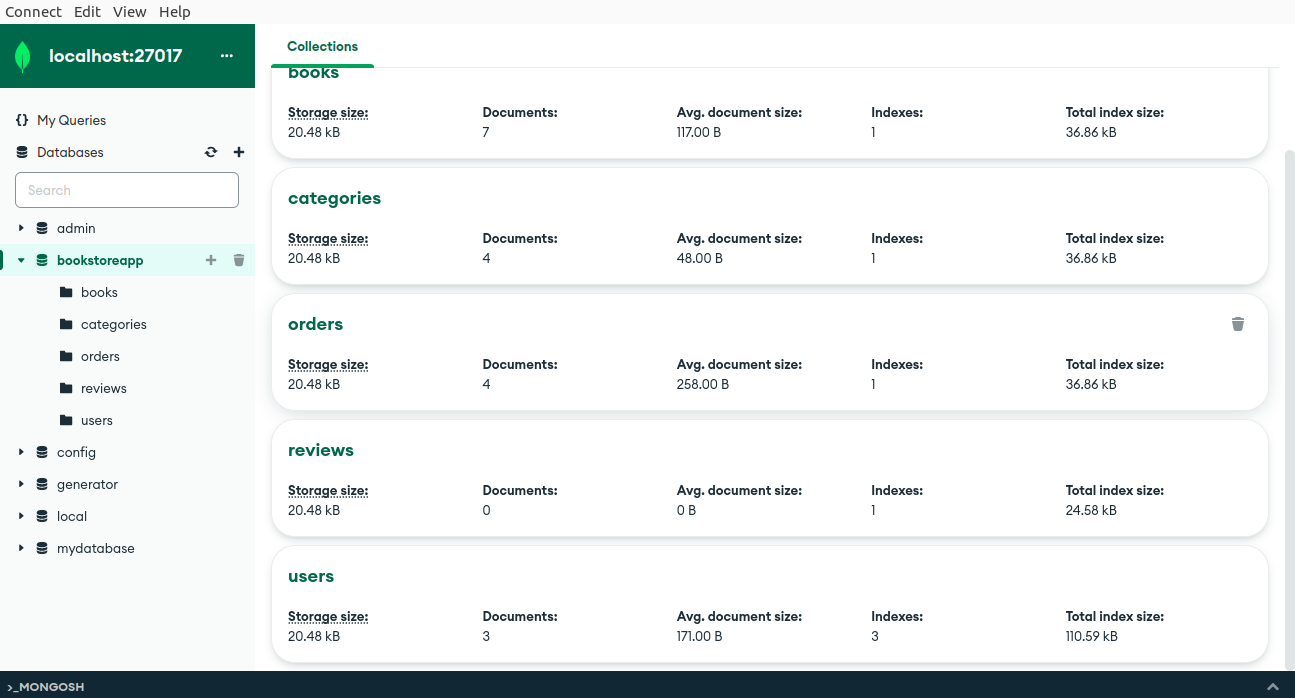 Connect Edit View Help
localhost:27017
My Queries
Databases
Search
admin
bookstoreapp
books
categories
orders
reviews
users
config
generator
local
mydatabase
Collections
books
Storage size: Documents: Avg. document size: Indexes: Total index size:
20.48 kB 7 117.00 B 1 36.86 kB
categories
Storage size: Documents: Avg. document size: Indexes: Total index size:
20.48 kB 4 48.00 B 1 36.86 kB
orders
Storage size: Documents: Avg. document size: Indexes: Total index size:
20.48 kB 4 258.00 B 1 36.86 kB
reviews
Storage size: Documents: Avg. document size: Indexes: Total index size:
20.48 kB 0 0 B 1 24.58 kB
users
Storage size: Documents: Avg. document size: Indexes: Total index size:
20.48 kB 3 171.00 B 3 110.59 kB
>_MONGOSH